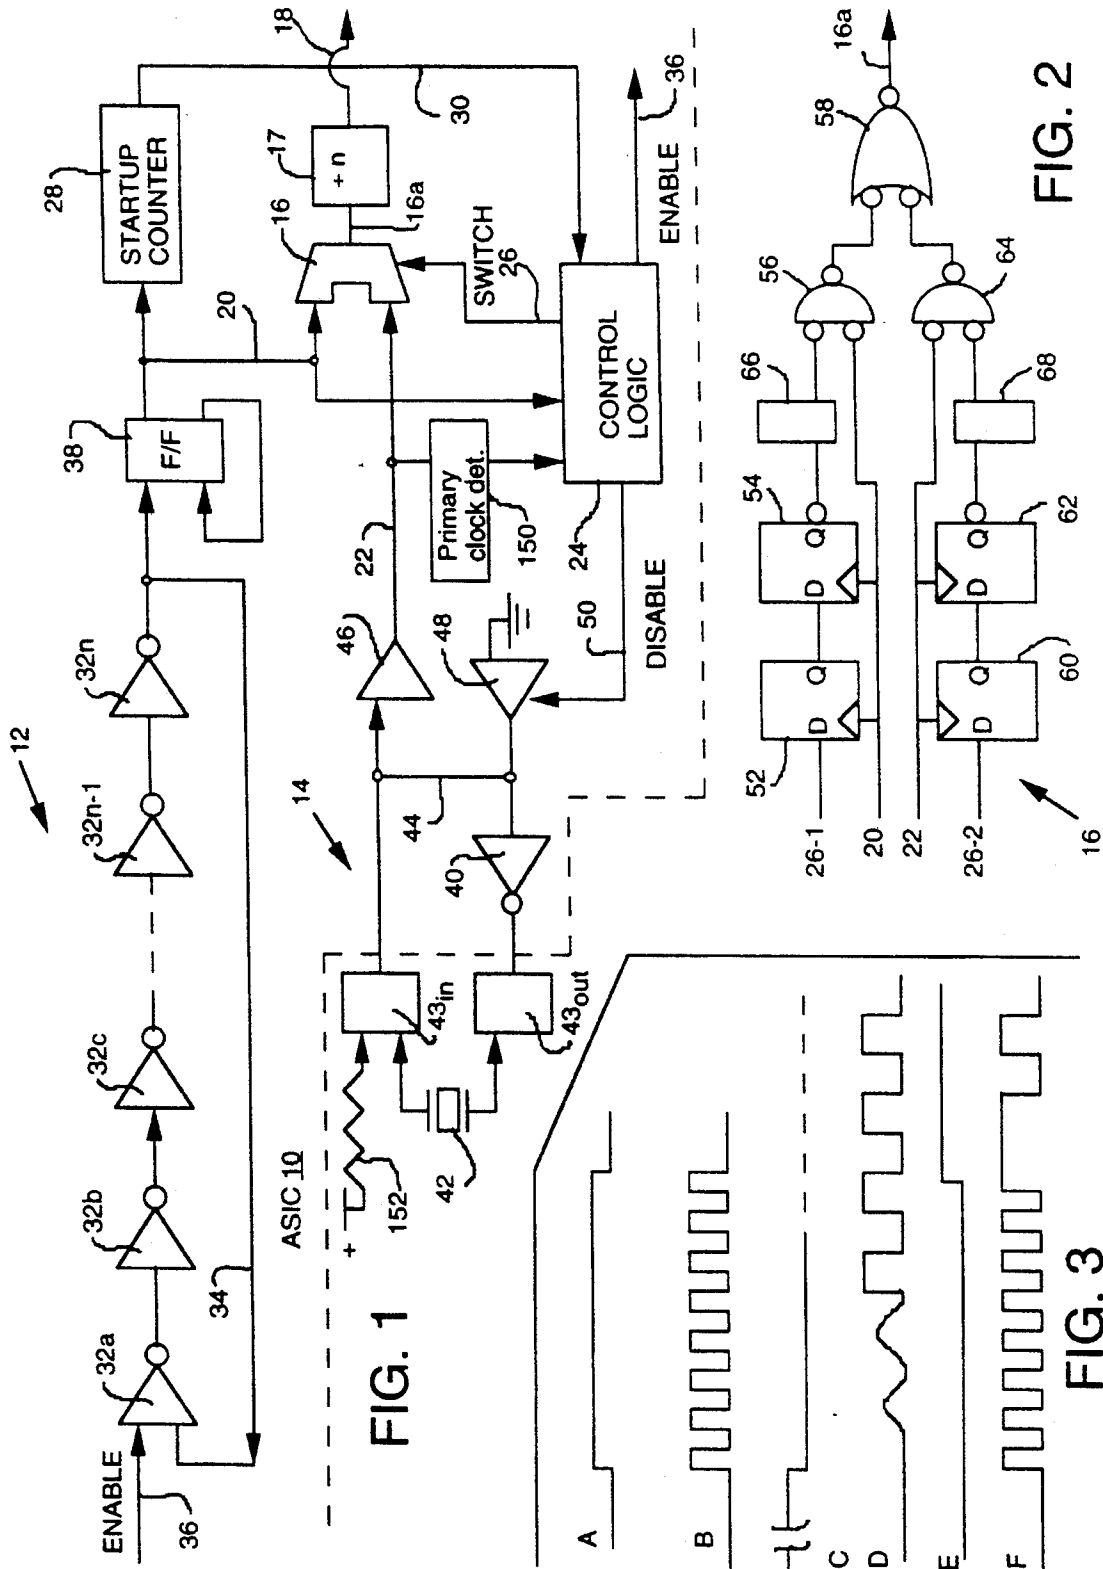 12
ENABLE
36
32a
32b
32c
32n-1
32n
34
38
F/F
28
STARTUP
COUNTER
20
18
30
17
÷ n
16
16a
SWITCH
26
ASIC 10
14
+
152
42
43in
43out
44
46
40
48
22
Primary
clock det.
150
CONTROL
LOGIC
24
50
DISABLE
ENABLE
36
FIG. 1
26-1
20
22
26-2
52
D
Q
54
D
Q
60
D
Q
62
D
Q
66
68
56
64
58
16a
16
FIG. 2
A
B
C
D
E
F
FIG. 3